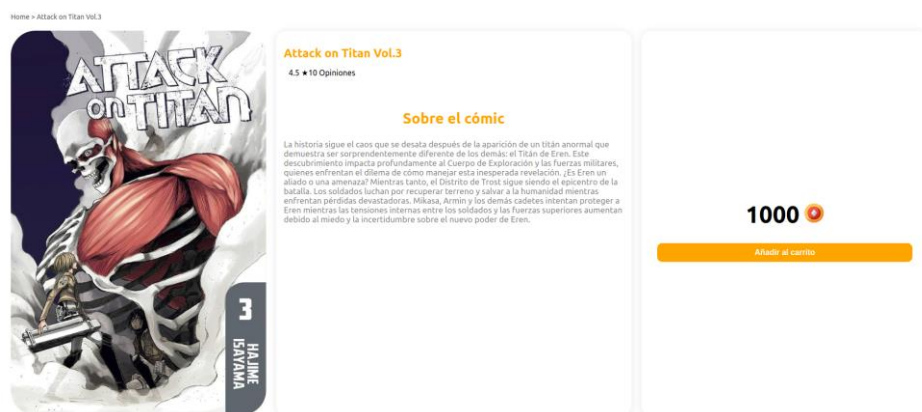 Home > Attack on Titan Vol.3
ATTACK
on TITAN
3
HAJIME
ISAYAMA
Attack on Titan Vol.3
4.5 ★ 10 Opiniones
Sobre el cómic
La historia sigue el caos que se desata después de la aparición de un titán anormal que
demuestra ser sorprendentemente diferente de los demás: el Titán de Eren. Este
descubrimiento impacta profundamente al Cuerpo de Exploración y las fuerzas militares,
quienes enfrentan el dilema de cómo manejar esta inesperada revelación. ¿Es Eren un
aliado o una amenaza? Mientras tanto, el Distrito de Trost sigue siendo el epicentro de la
batalla. Los soldados luchan por recuperar terreno y salvar a la humanidad mientras
enfrentan pérdidas devastadoras. Mikasa, Armin y los demás cadetes intentan proteger a
Eren mientras las tensiones internas entre los soldados y las fuerzas superiores aumentan
debido al miedo y la incertidumbre sobre el nuevo poder de Eren.
1000
Añadir al carrito